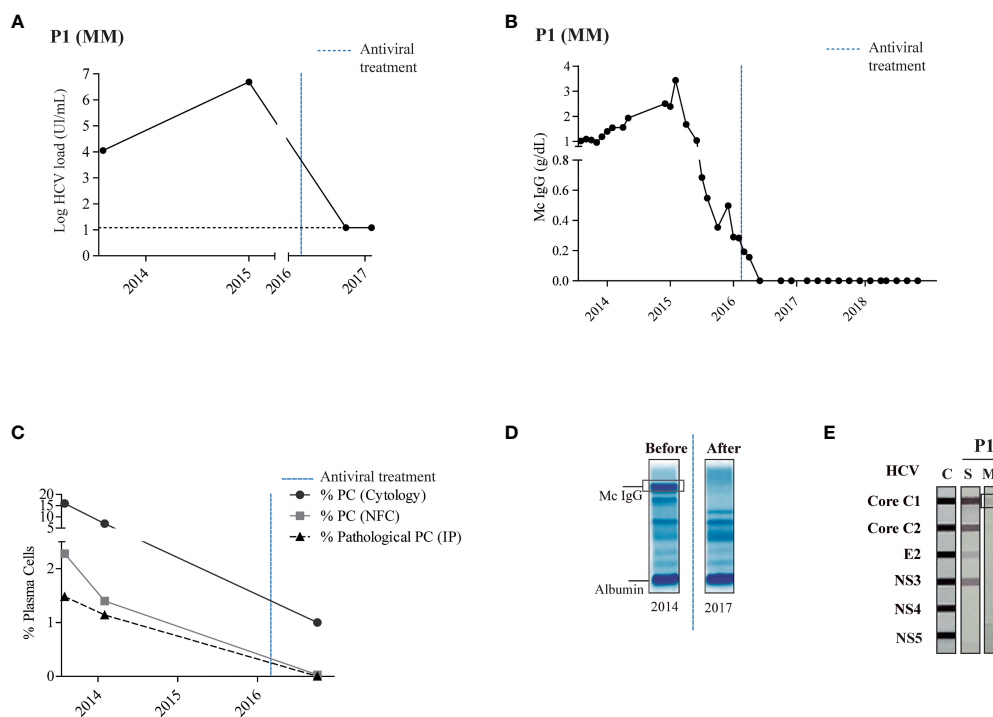 A
P1 (MM)
Antiviral
treatment
Log HCV load (UI/mL)
7
6
5
4
3
2
1
0
2014
2015
2016
2017
B
P1 (MM)
Antiviral
treatment
Mc IgG (g/dL)
4
3
2
1
0.8
0.6
0.4
0.2
0.0
2014
2015
2016
2017
2018
C
Antiviral treatment
% PC (Cytology)
% PC (NFC)
% Pathological PC (IP)
% Plasma Cells
20
15
10
5
2
1
0
2014
2015
2016
D
Before
After
Mc IgG
Albumin
2014
2017
E
P1
HCV
C
S
M
Core C1
Core C2
E2
NS3
NS4
NS5